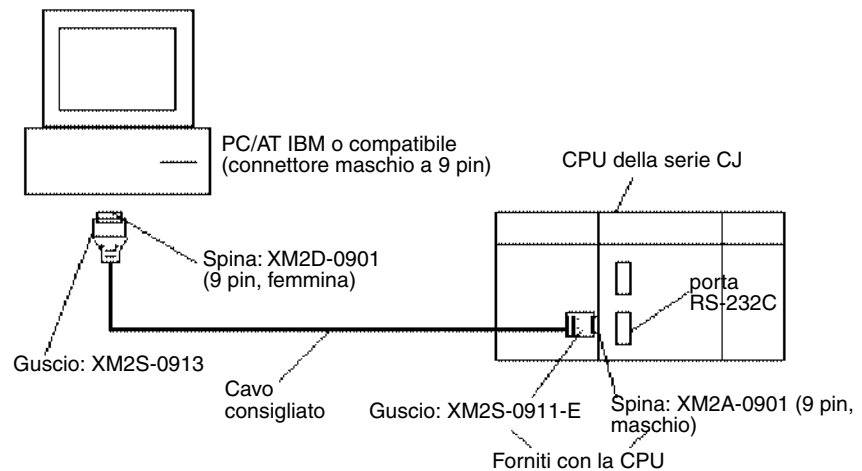 PC/AT IBM o compatibile
(connettore maschio a 9 pin)
CPU della serie CJ
Spina: XM2D-0901
(9 pin, femmina)
porta
RS-232C
Guscio: XM2S-0913
Cavo
consigliato
Guscio: XM2S-0911-E
Spina: XM2A-0901 (9 pin,
maschio)
Forniti con la CPU